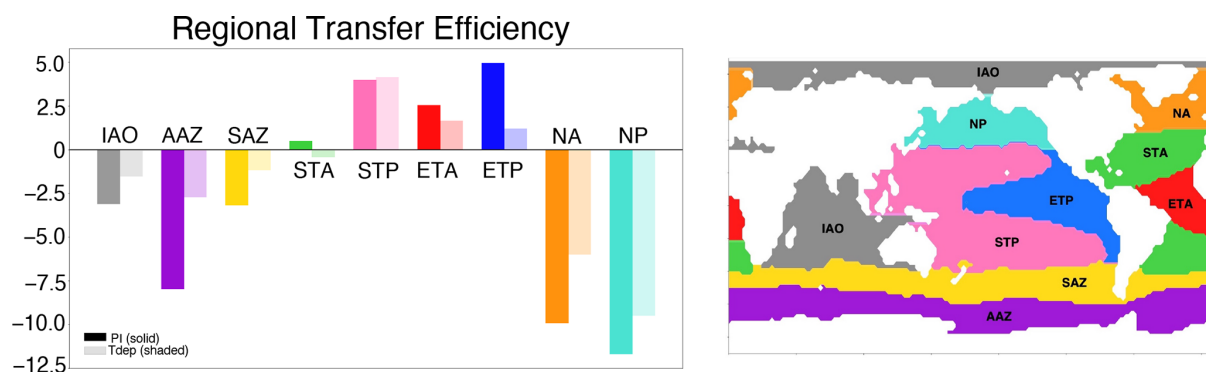 Regional Transfer Efficiency
5.0
2.5
0
−2.5
−5.0
−7.5
−10.0
−12.5
IAO AAZ SAZ
STA STP ETA ETP
NA NP
PI (solid)
Tdep (shaded)
IAO
NA
NP
STA
ETP
ETA
IAO
STP
SAZ
AAZ